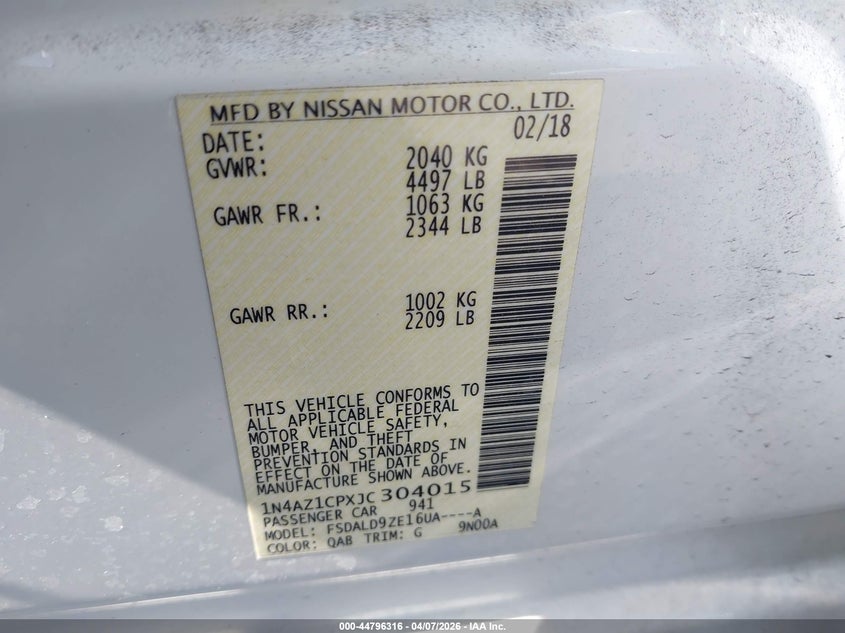 MFD BY NISSAN MOTOR CO., LTD.
DATE: 02/18
GVWR: 2040 KG
4497 LB
GAWR FR.: 1063 KG
2344 LB
GAWR RR.: 1002 KG
2209 LB
THIS VEHICLE CONFORMS TO
ALL APPLICABLE FEDERAL
MOTOR VEHICLE SAFETY,
BUMPER, AND THEFT
PREVENTION STANDARDS IN
EFFECT ON THE DATE OF
MANUFACTURE SHOWN ABOVE.
1N4AZ1CPXJC304015
PASSENGER CAR 941
MODEL: FSDALD9ZE16UA----A
COLOR: QAB TRIM: G 9N00A
000-44796316 - 04/07/2026 - IAA Inc.